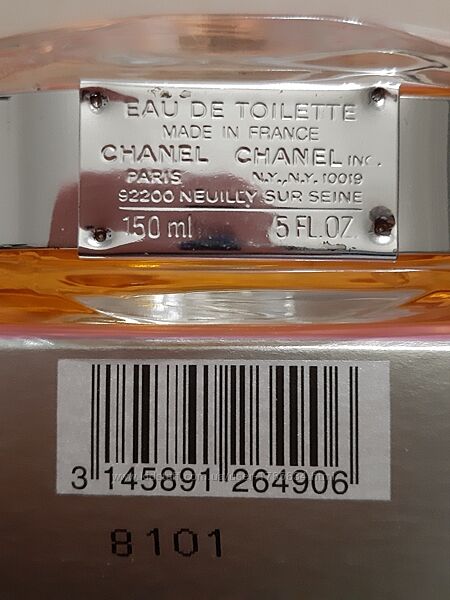 EAU DE TOILETTE
MADE IN FRANCE
CHANEL CHANEL INC.
PARIS N.Y., N.Y. 10019
92200 NEUILLY SUR SEINE
150 ml 5 FL.OZ
3 145891 264906
8101